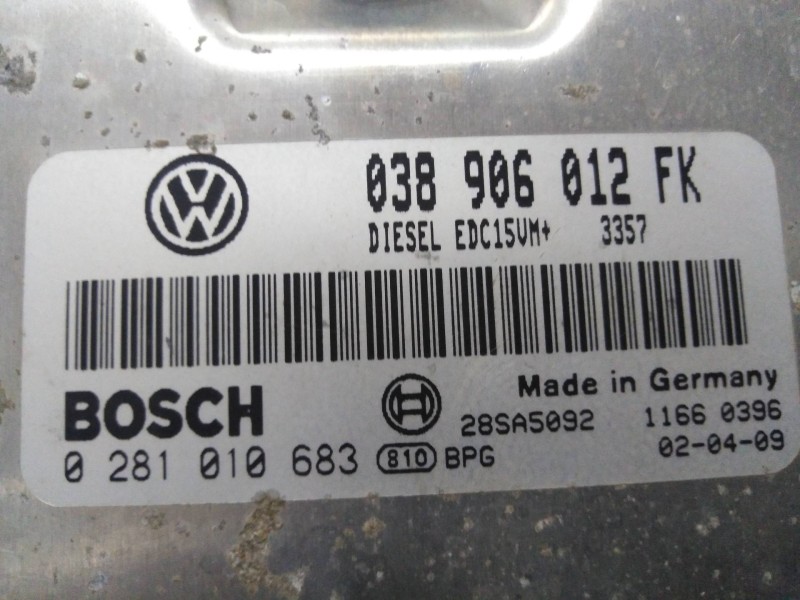 038 906 012 FK
DIESEL EDC15VM+ 3357
BOSCH
Made in Germany
28SA5092 1166 0396
0 281 010 683 810 BPG
02-04-09